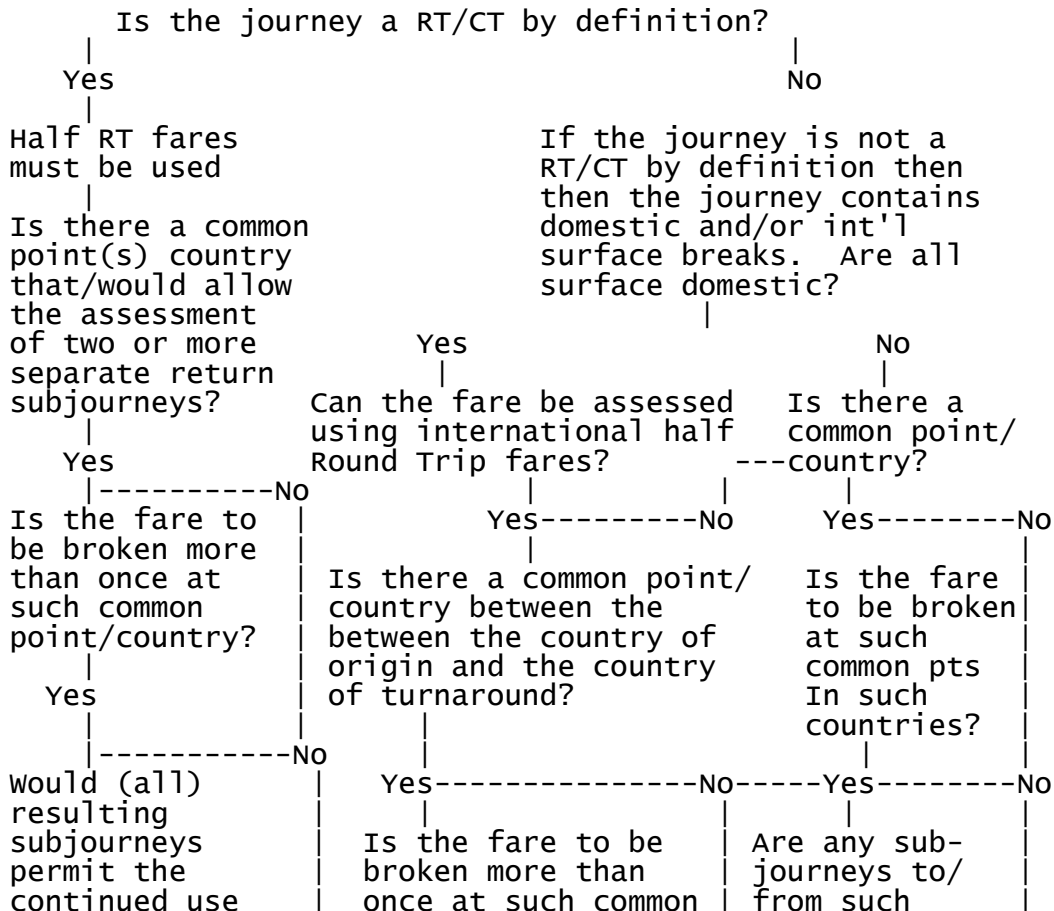 Is the journey a RT/CT by definition?
| |
Yes No
|
Half RT fares If the journey is not a
must be used RT/CT by definition then
| then the journey contains
Is there a common domestic and/or int'l
point(s) country surface breaks. Are all
that/would allow surface domestic?
the assessment |
of two or more Yes No
separate return | |
subjourneys? Can the fare be assessed Is there a
| using international half common point/
Yes Round Trip fares? ---country?
|----------No | | |
Is the fare to | Yes---------No Yes--------No
be broken more | | |
than once at | Is there a common point/ Is the fare |
such common | country between the to be broken|
point/country? | between the country of at such |
| | origin and the country common pts |
Yes | of turnaround? In such |
| | | countries? |
|-----------No | | |
Would (all) | Yes---------------No-----Yes--------No
resulting | | | | |
subjourneys | Is the fare to be | Are any sub- |
permit the | broken more than | journeys to/ |
continued use | once at such common | from such |